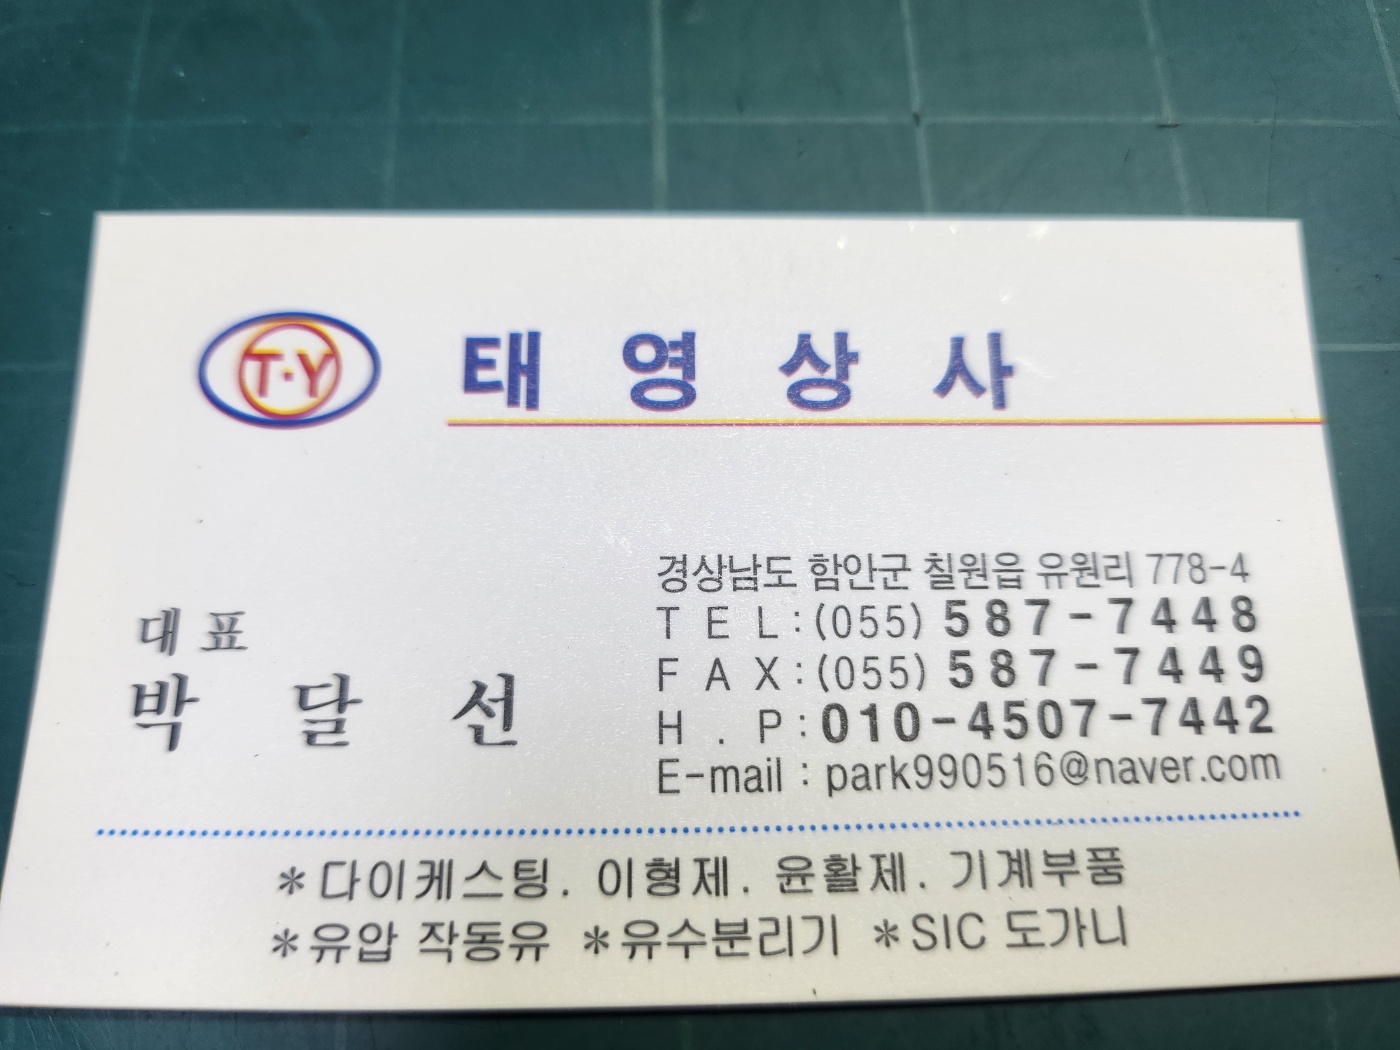 T·Y 태영상사
대표
박달선
경상남도 함안군 칠원읍 유원리 778-4
TEL:(055) 587-7448
FAX:(055) 587-7449
H.P:010-4507-7442
E-mail : park990516@naver.com
*다이케스팅. 이형제. 윤활제. 기계부품
*유압 작동유 *유수분리기 *SIC 도가니